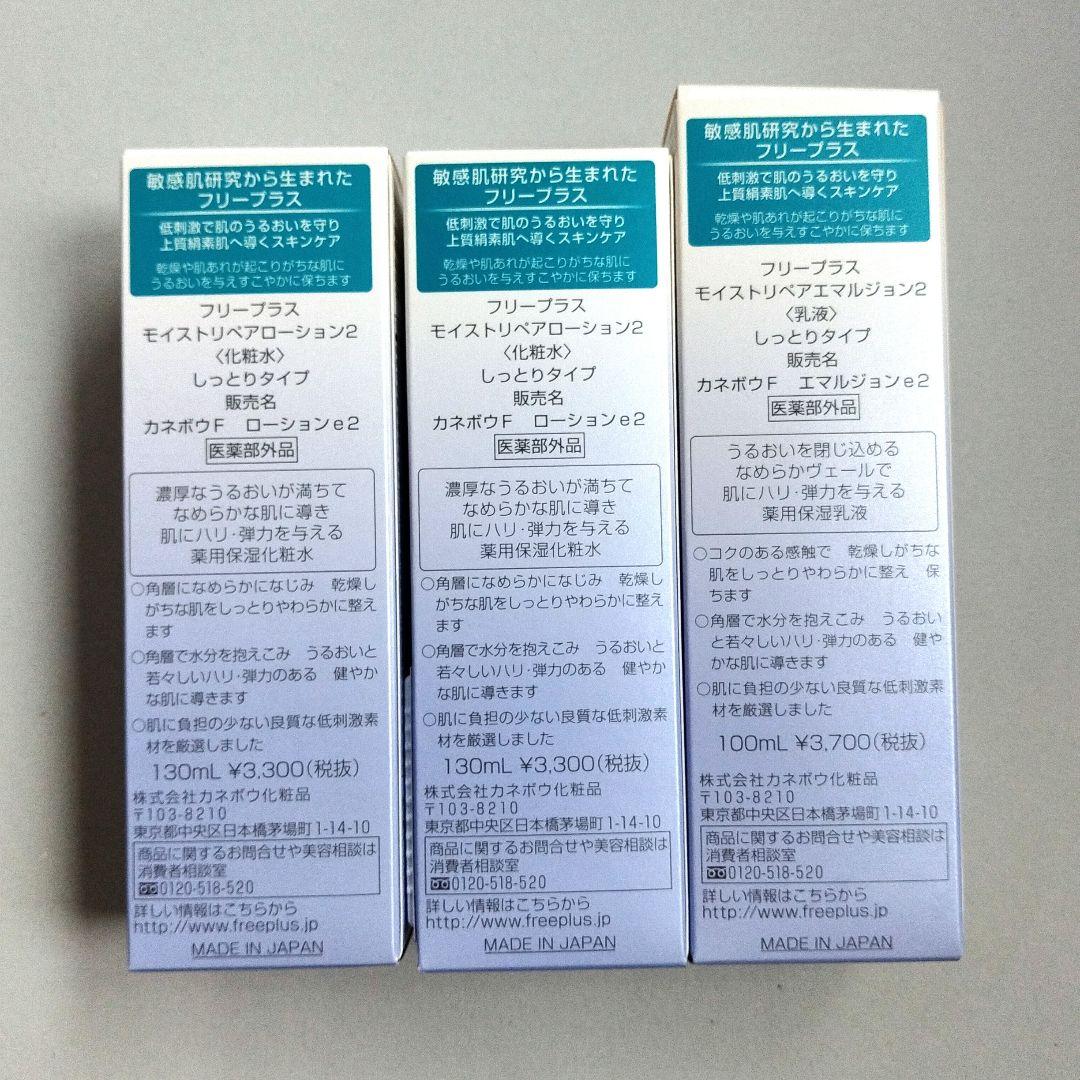 敏感肌研究から生まれた
フリープラス
低刺激で肌のうるおいを守り
上質絹素肌へ導くスキンケア
乾燥や肌あれが起こりがちな肌に
うるおいを与えすこやかに保ちます
フリープラス
モイストリペアローション2
〈化粧水〉
しっとりタイプ
販売名
カネボウF ローションe2
医薬部外品
濃厚なうるおいが満ちて
なめらかな肌に導き
肌にハリ・弾力を与える
薬用保湿化粧水
○角層になめらかになじみ 乾燥し
がちな肌をしっとりやわらかに整え
ます
○角層で水分を抱えこみ うるおいと
若々しいハリ・弾力のある 健やか
な肌に導きます
○肌に負担の少ない良質な低刺激素
材を厳選しました
130mL ¥3,300(税抜)
株式会社カネボウ化粧品
〒103-8210
東京都中央区日本橋茅場町1-14-10
商品に関するお問合せや美容相談は
消費者相談室
0120-518-520
詳しい情報はこちらから
http://www.freeplus.jp
MADE IN JAPAN
敏感肌研究から生まれた
フリープラス
低刺激で肌のうるおいを守り
上質絹素肌へ導くスキンケア
乾燥や肌あれが起こりがちな肌に
うるおいを与えすこやかに保ちます
フリープラス
モイストリペアローション2
〈化粧水〉
しっとりタイプ
販売名
カネボウF ローションe2
医薬部外品
濃厚なうるおいが満ちて
なめらかな肌に導き
肌にハリ・弾力を与える
薬用保湿化粧水
○角層になめらかになじみ 乾燥し
がちな肌をしっとりやわらかに整え
ます
○角層で水分を抱えこみ うるおいと
若々しいハリ・弾力のある 健やか
な肌に導きます
○肌に負担の少ない良質な低刺激素
材を厳選しました
130mL ¥3,300(税抜)
株式会社カネボウ化粧品
〒103-8210
東京都中央区日本橋茅場町1-14-10
商品に関するお問合せや美容相談は
消費者相談室
0120-518-520
詳しい情報はこちらから
http://www.freeplus.jp
MADE IN JAPAN
敏感肌研究から生まれた
フリープラス
低刺激で肌のうるおいを守り
上質絹素肌へ導くスキンケア
乾燥や肌あれが起こりがちな肌に
うるおいを与えすこやかに保ちます
フリープラス
モイストリペアエマルジョン2
〈乳液〉
しっとりタイプ
販売名
カネボウF エマルジョンe2
医薬部外品
うるおいを閉じ込める
なめらかヴェールで
肌にハリ・弾力を与える
薬用保湿乳液
○コクのある感触で 乾燥しがちな
肌をしっとりやわらかに整え 保
ちます
○角層で水分を抱えこみ うるおい
と若々しいハリ・弾力のある 健や
かな肌に導きます
○肌に負担の少ない良質な低刺激素
材を厳選しました
100mL ¥3,700(税抜)
株式会社カネボウ化粧品
〒103-8210
東京都中央区日本橋茅場町1-14-10
商品に関するお問合せや美容相談は
消費者相談室
0120-518-520
詳しい情報はこちらから
http://www.freeplus.jp
MADE IN JAPAN